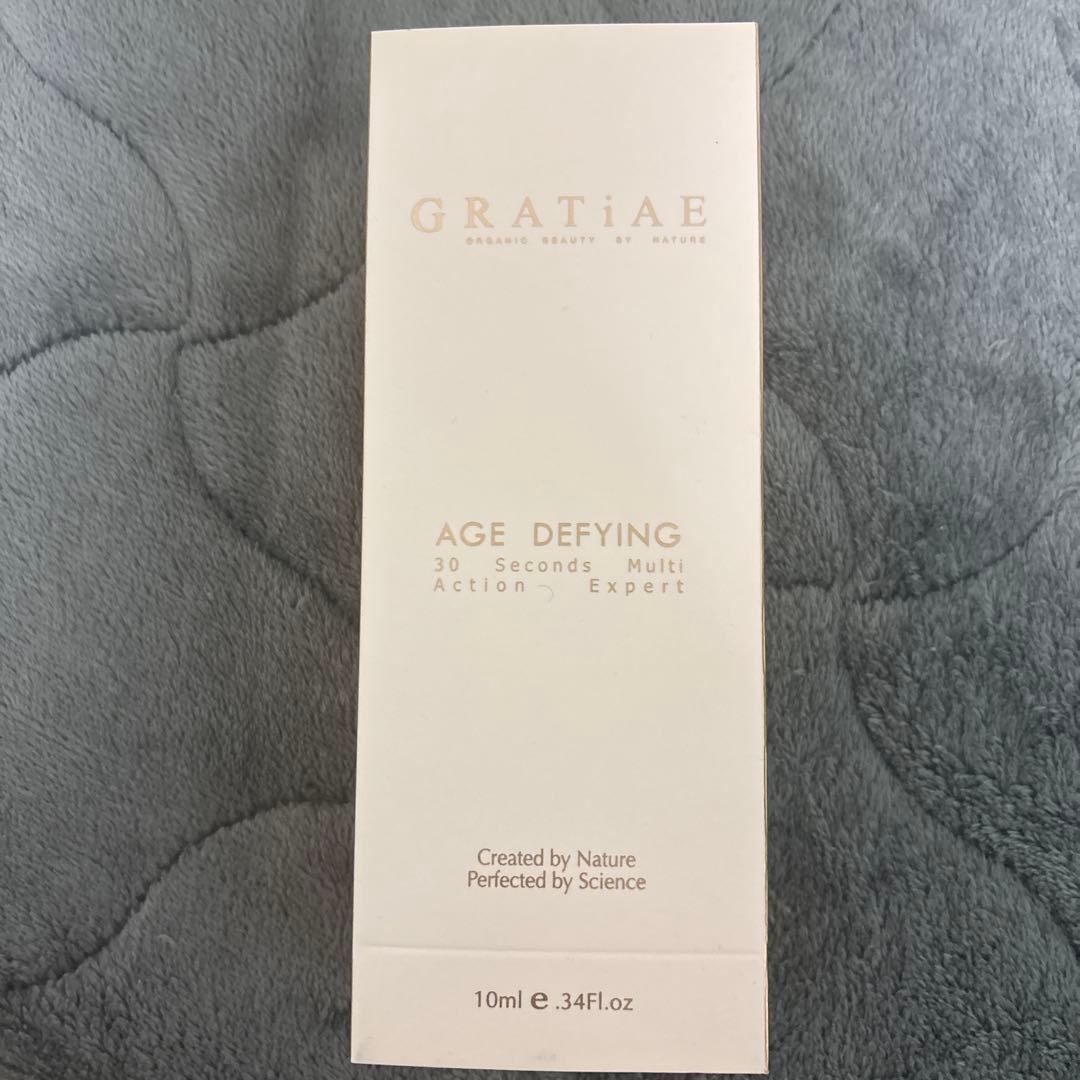 GRATiAE
ORGANIC BEAUTY BY NATURE
AGE DEFYING
30 Seconds Multi
Action Expert
Created by Nature
Perfected by Science
10ml e .34Fl.oz